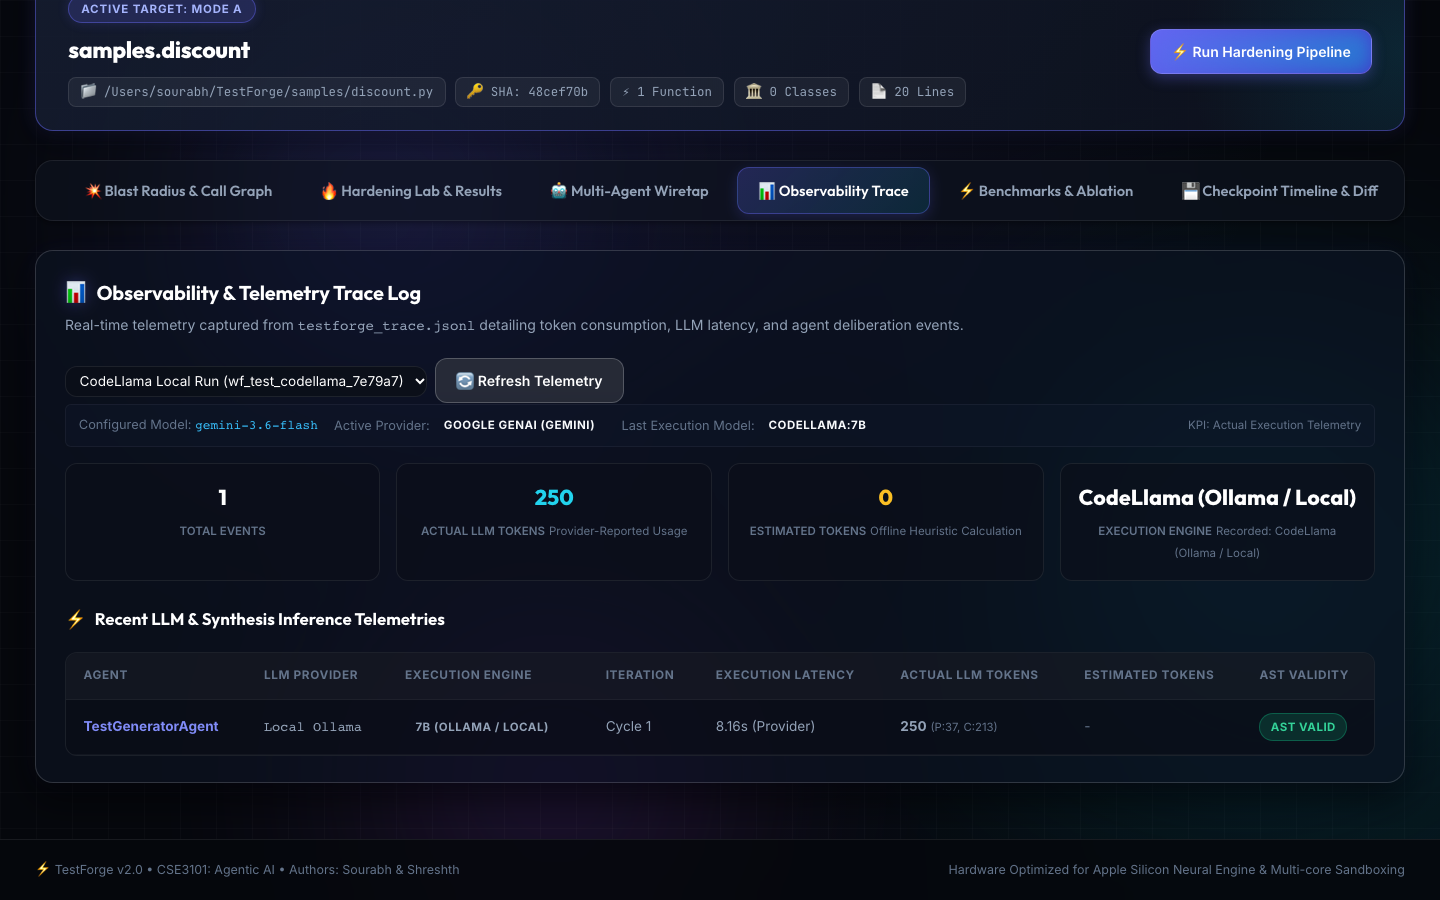 ACTIVE TARGET: MODE A
samples.discount
⚡ Run Hardening Pipeline
/Users/sourabh/TestForge/samples/discount.py
SHA: 48cef70b
⚡ 1 Function
0 Classes
20 Lines
Blast Radius & Call Graph
Hardening Lab & Results
Multi-Agent Wiretap
Observability Trace
Benchmarks & Ablation
Checkpoint Timeline & Diff
Observability & Telemetry Trace Log
Real-time telemetry captured from testforge_trace.jsonl detailing token consumption, LLM latency, and agent deliberation events.
CodeLlama Local Run (wf_test_codellama_7e79a7)
Refresh Telemetry
Configured Model: gemini-3.6-flash Active Provider: GOOGLE GENAI (GEMINI) Last Execution Model: CODELLAMA:7B
KPI: Actual Execution Telemetry
1
TOTAL EVENTS
250
ACTUAL LLM TOKENS Provider-Reported Usage
0
ESTIMATED TOKENS Offline Heuristic Calculation
CodeLlama (Ollama / Local)
EXECUTION ENGINE Recorded: CodeLlama
(Ollama / Local)
Recent LLM & Synthesis Inference Telemetries
AGENT LLM PROVIDER EXECUTION ENGINE ITERATION EXECUTION LATENCY ACTUAL LLM TOKENS ESTIMATED TOKENS AST VALIDITY
TestGeneratorAgent Local Ollama 7B (OLLAMA / LOCAL) Cycle 1 8.16s (Provider) 250 (P:37, C:213) - AST VALID
⚡ TestForge v2.0 • CSE3101: Agentic AI • Authors: Sourabh & Shreshth
Hardware Optimized for Apple Silicon Neural Engine & Multi-core Sandboxing